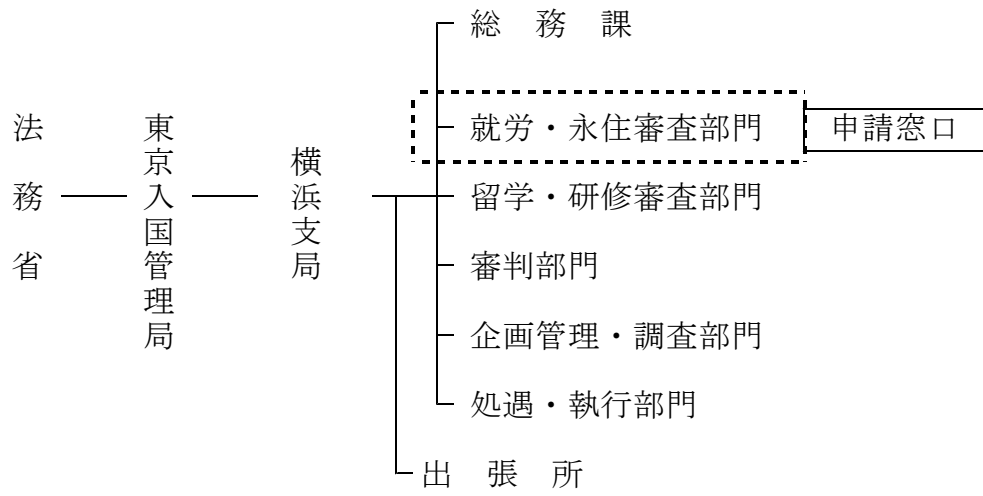 法務省
東京入国管理局
横浜支局
総務課
就労・永住審査部門
申請窓口
留学・研修審査部門
審判部門
企画管理・調査部門
処遇・執行部門
出張所